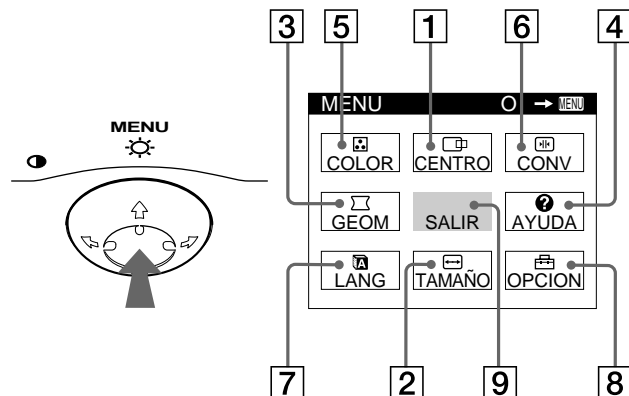 3 5 1 6 4
MENU
MENU O → MENU
COLOR CENTRO CONV
GEOM SALIR AYUDA
LANG TAMAÑO OPCION
7 2 9 8